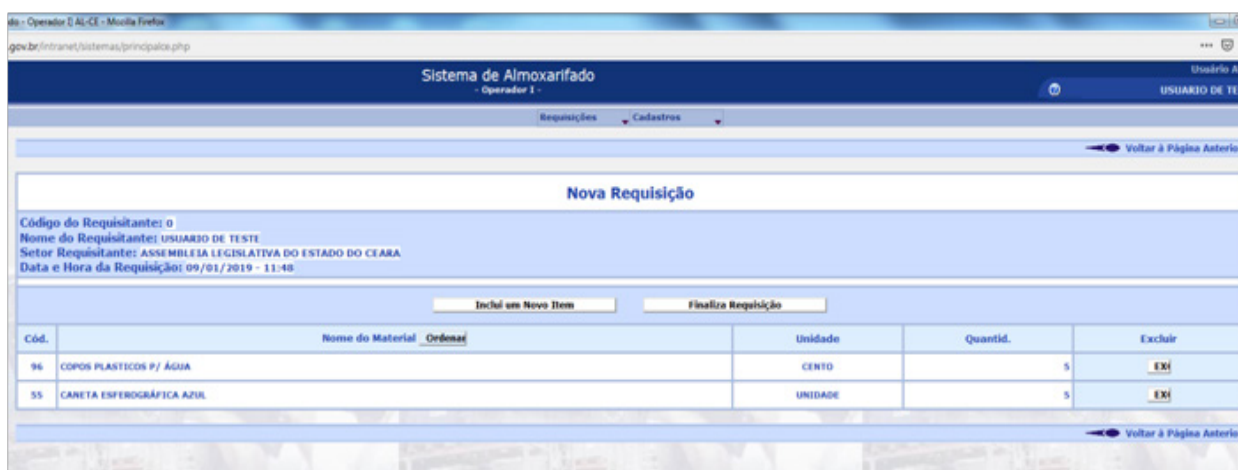 do - Operador I] AL-CE - Mozilla Firefox
.gov.br/intranet/sistemas/principalce.php
Sistema de Almoxarifado
- Operador I -
Usuário A
USUARIO DE TE
Requisições Cadastros
Voltar à Página Anterio
Nova Requisição
Código do Requisitante: 0
Nome do Requisitante: USUARIO DE TESTE
Setor Requisitante: ASSEMBLEIA LEGISLATIVA DO ESTADO DO CEARA
Data e Hora da Requisição: 09/01/2019 - 11:48
Inclui um Novo Item Finaliza Requisição
Cód. Nome do Material Ordenar Unidade Quantid. Excluir
96 COPOS PLASTICOS P/ ÁGUA CENTO 5 EX
55 CANETA ESFEROGRÁFICA AZUL UNIDADE 5 EX
Voltar à Página Anterio